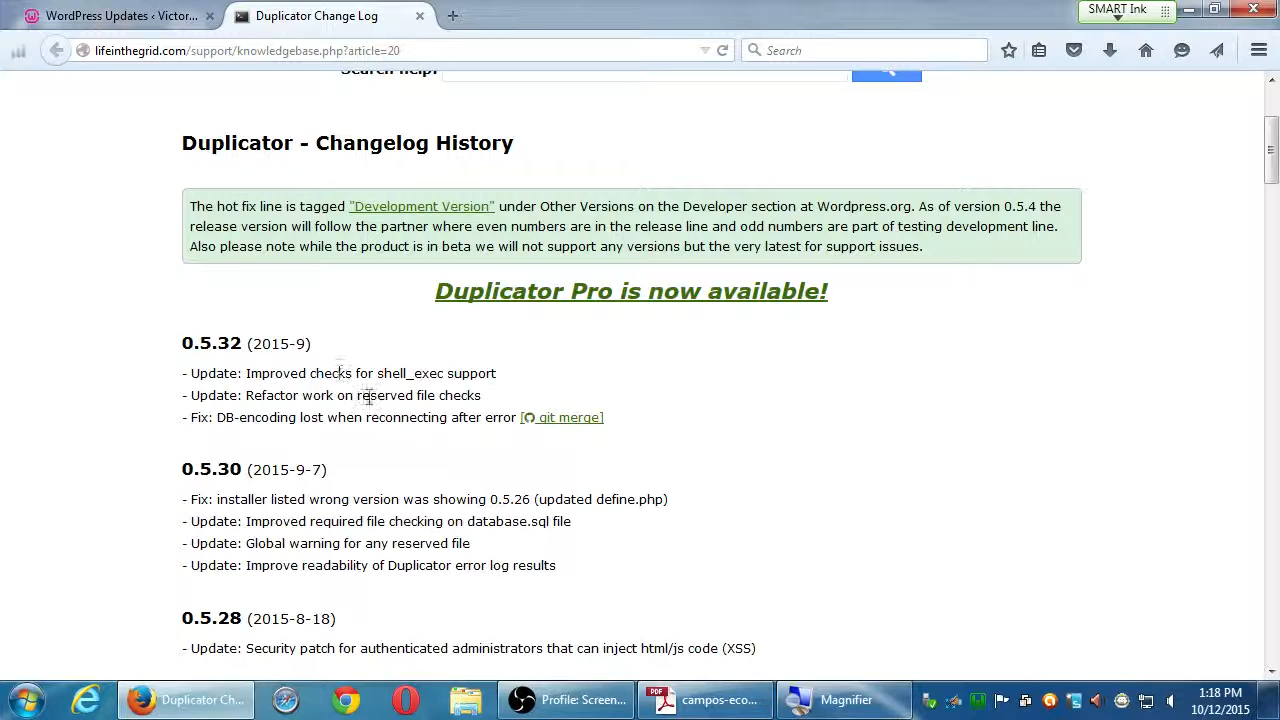 WordPress Updates ‹ Victor...
Duplicator Change Log
SMART Ink
lifeinthegrid.com/support/knowledgebase.php?article=20
Search
Search help:
Duplicator - Changelog History
The hot fix line is tagged "Development Version" under Other Versions on the Developer section at Wordpress.org. As of version 0.5.4 the
release version will follow the partner where even numbers are in the release line and odd numbers are part of testing development line.
Also please note while the product is in beta we will not support any versions but the very latest for support issues.
Duplicator Pro is now available!
0.5.32 (2015-9)
- Update: Improved checks for shell_exec support
- Update: Refactor work on reserved file checks
- Fix: DB-encoding lost when reconnecting after error [ git merge]
0.5.30 (2015-9-7)
- Fix: installer listed wrong version was showing 0.5.26 (updated define.php)
- Update: Improved required file checking on database.sql file
- Update: Global warning for any reserved file
- Update: Improve readability of Duplicator error log results
0.5.28 (2015-8-18)
- Update: Security patch for authenticated administrators that can inject html/js code (XSS)
Duplicator Ch...
Profile: Screen...
PDF
campos-eco...
Magnifier
1:18 PM
10/12/2015